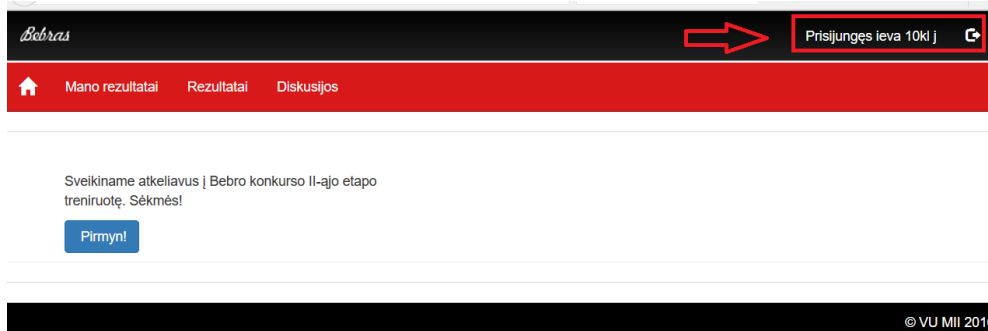 Bebras
Prisijungęs ieva 10kl j
Mano rezultatai Rezultatai Diskusijos
Sveikiname atkeliavus į Bebro konkurso II-ąjo etapo
treniruotę. Sėkmės!
Pirmyn!
© VU MII 201